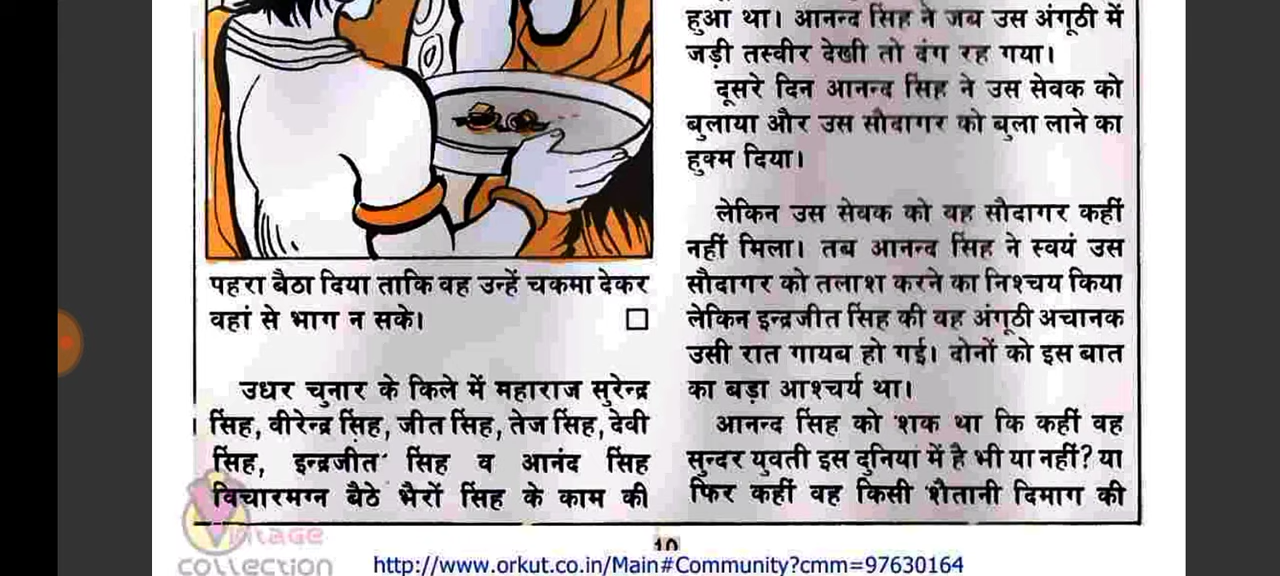 पहरा बैठा दिया ताकि वह उन्हें चकमा देकर
वहां से भाग न सके।
उधर चुनार के किले में महाराज सुरेन्द्र
सिंह, वीरेन्द्र सिंह, जीत सिंह, तेज सिंह, देवी
सिंह, इन्द्रजीत सिंह व आनंद सिंह
विचारमग्न बैठे भैरों सिंह के काम की
हुआ था। आनन्द सिंह ने जब उस अंगूठी में
जड़ी तस्वीर देखी तो दंग रह गया।
दूसरे दिन आनन्द सिंह ने उस सेवक को
बुलाया और उस सौदागर को बुला लाने का
हुक्म दिया।
लेकिन उस सेवक को वह सौदागर कहीं
नहीं मिला। तब आनन्द सिंह ने स्वयं उस
सौदागर को तलाश करने का निश्चय किया
लेकिन इन्द्रजीत सिंह की वह अंगूठी अचानक
उसी रात गायब हो गई। दोनों को इस बात
का बड़ा आश्चर्य था।
आनन्द सिंह को शक था कि कहीं वह
सुन्दर युवती इस दुनियां में है भी या नहीं? या
फिर कहीं वह किसी शैतानी दिमाग की
10
Vintage
collection
http://www.orkut.co.in/Main#Community?cmm=97630164